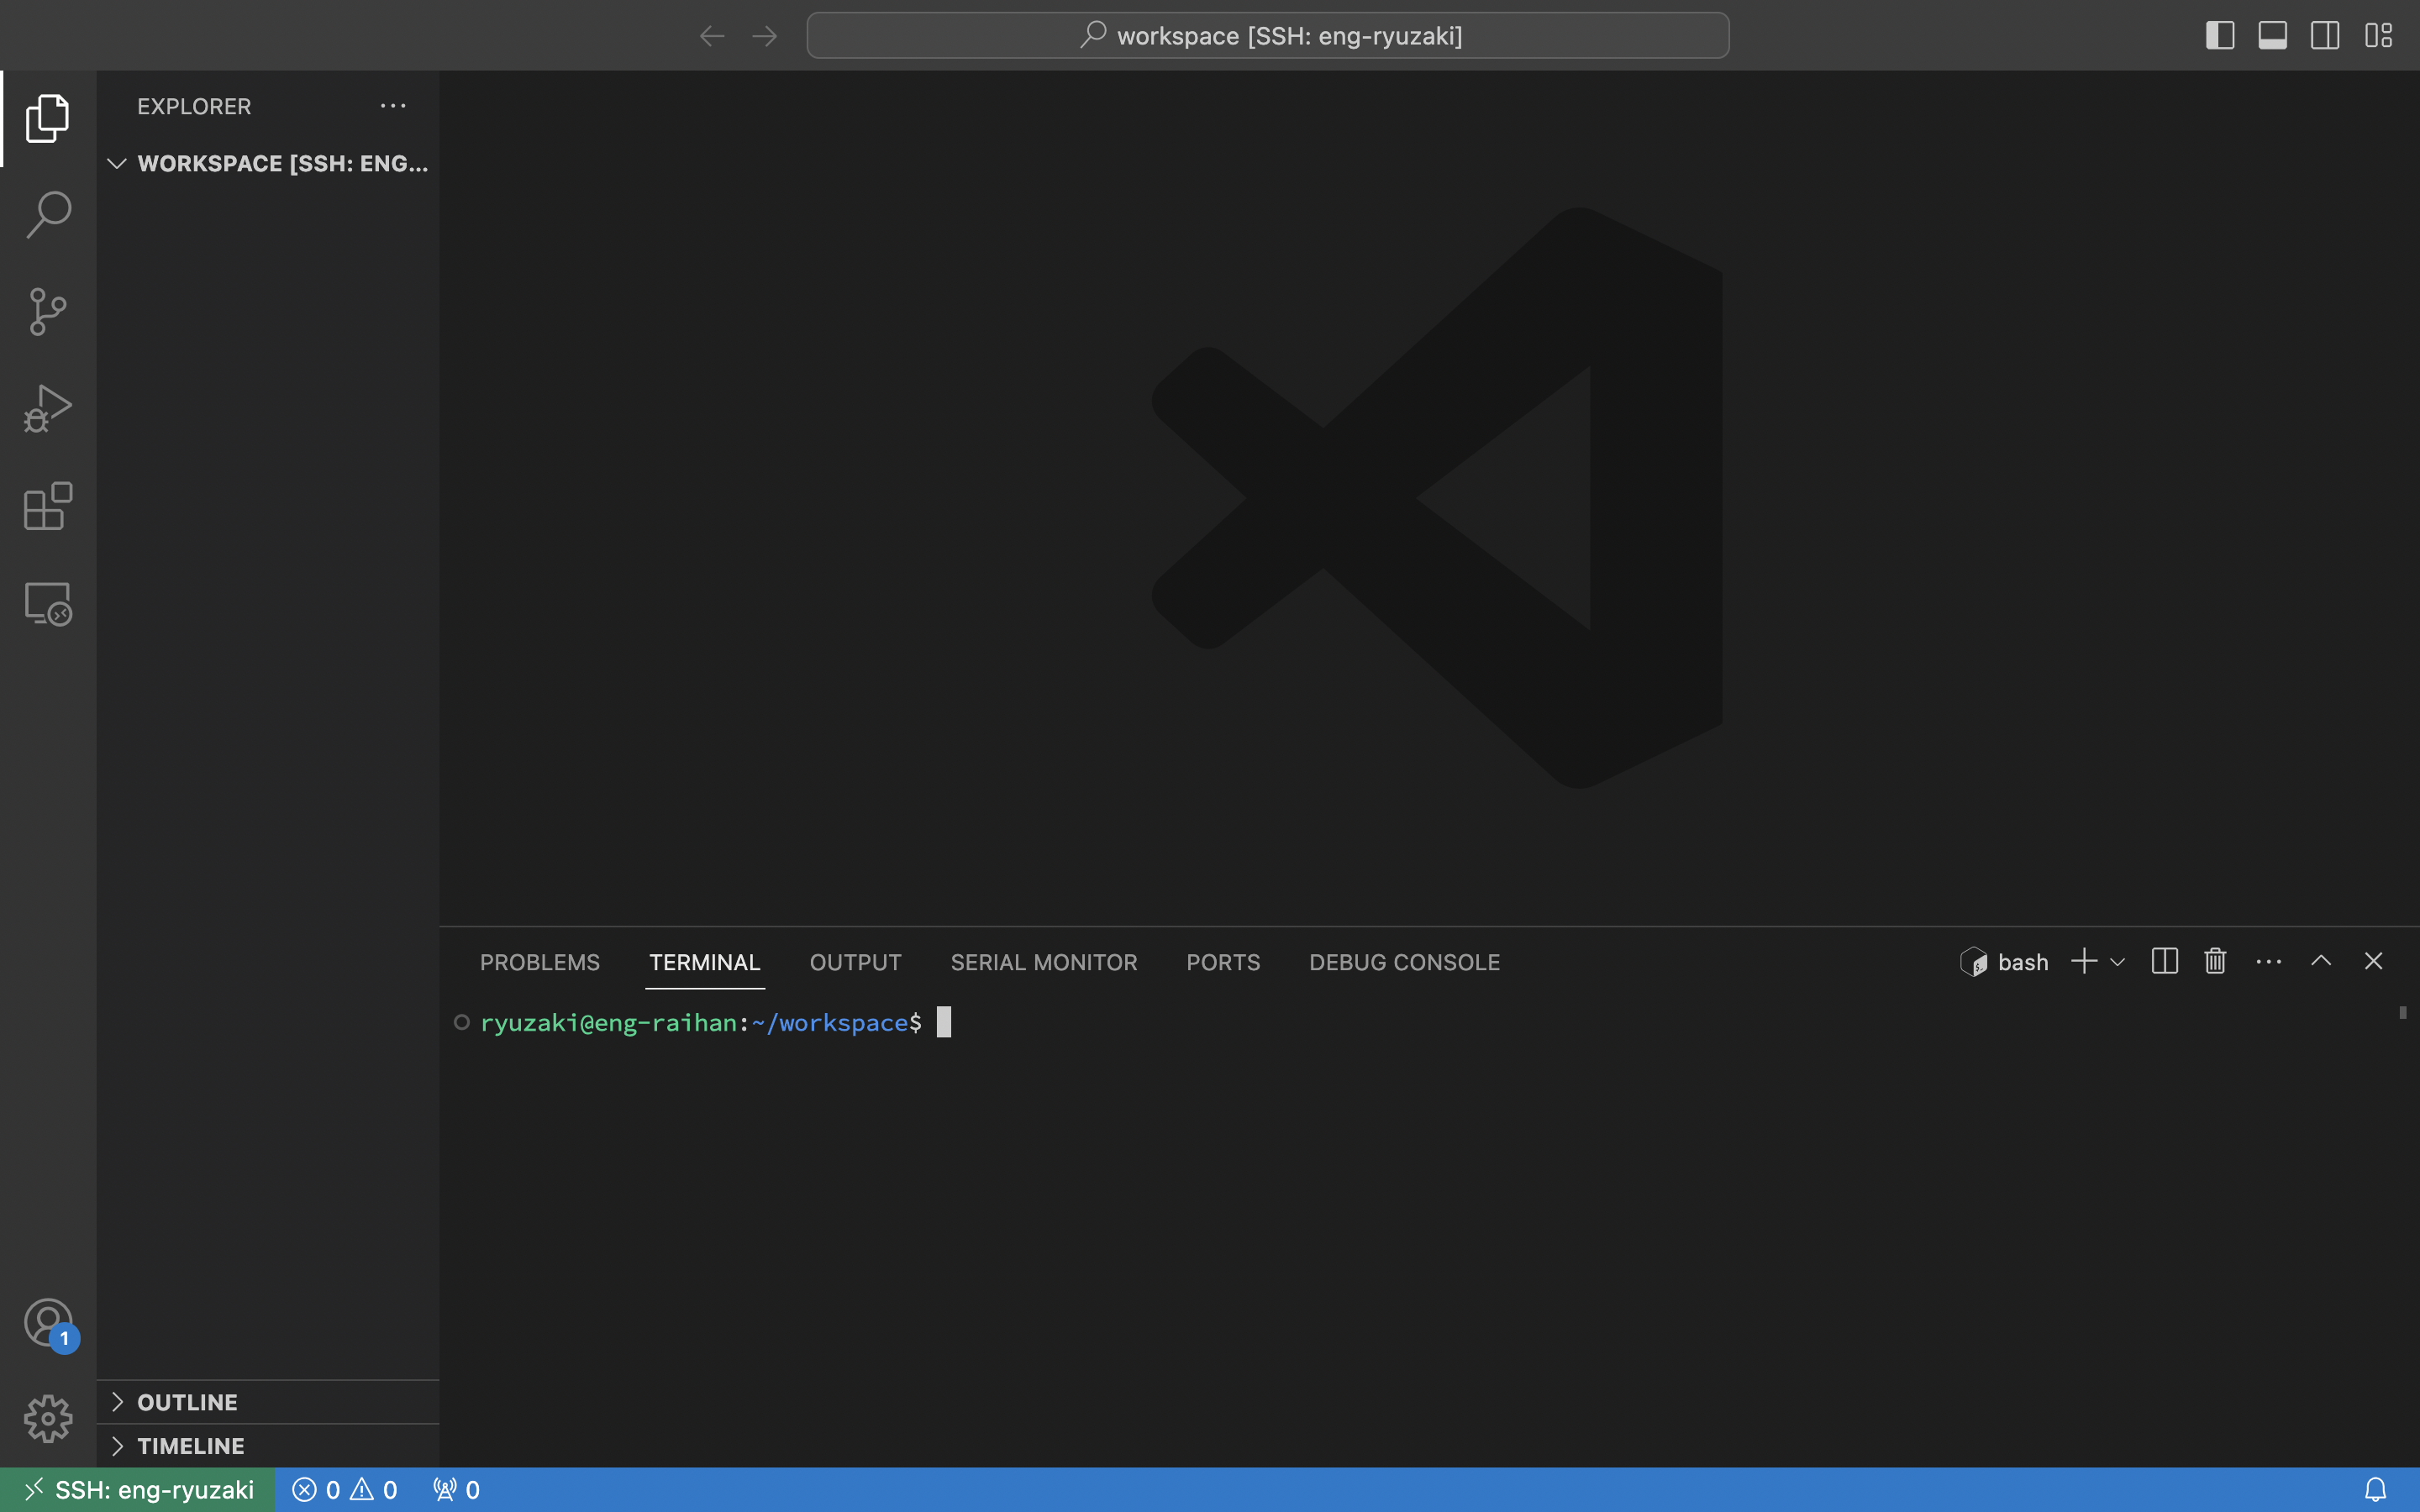 workspace [SSH: eng-ryuzaki]
EXPLORER
WORKSPACE [SSH: ENG...
PROBLEMS TERMINAL OUTPUT SERIAL MONITOR PORTS DEBUG CONSOLE bash
ryuzaki@eng-raihan:~/workspace$
1
OUTLINE
TIMELINE
SSH: eng-ryuzaki 0 0 0